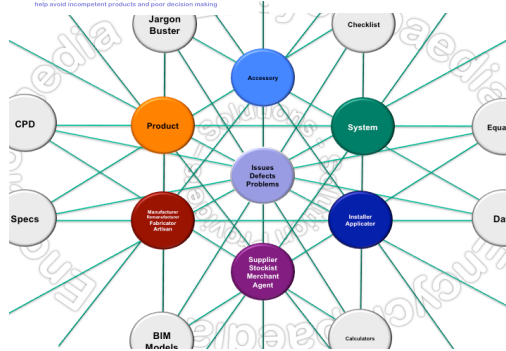 help avoid incompetent products and poor decision making
Jargon
Buster
Checklist
Accessory
CPD
Product
System
Equa
Issues
Defects
Problems
Specs
Manufacturer
Remanufacturer
Fabricator
Artisan
Installer
Applicator
Da
Supplier
Stockist
Merchant
Agent
BIM
Models
Calculators